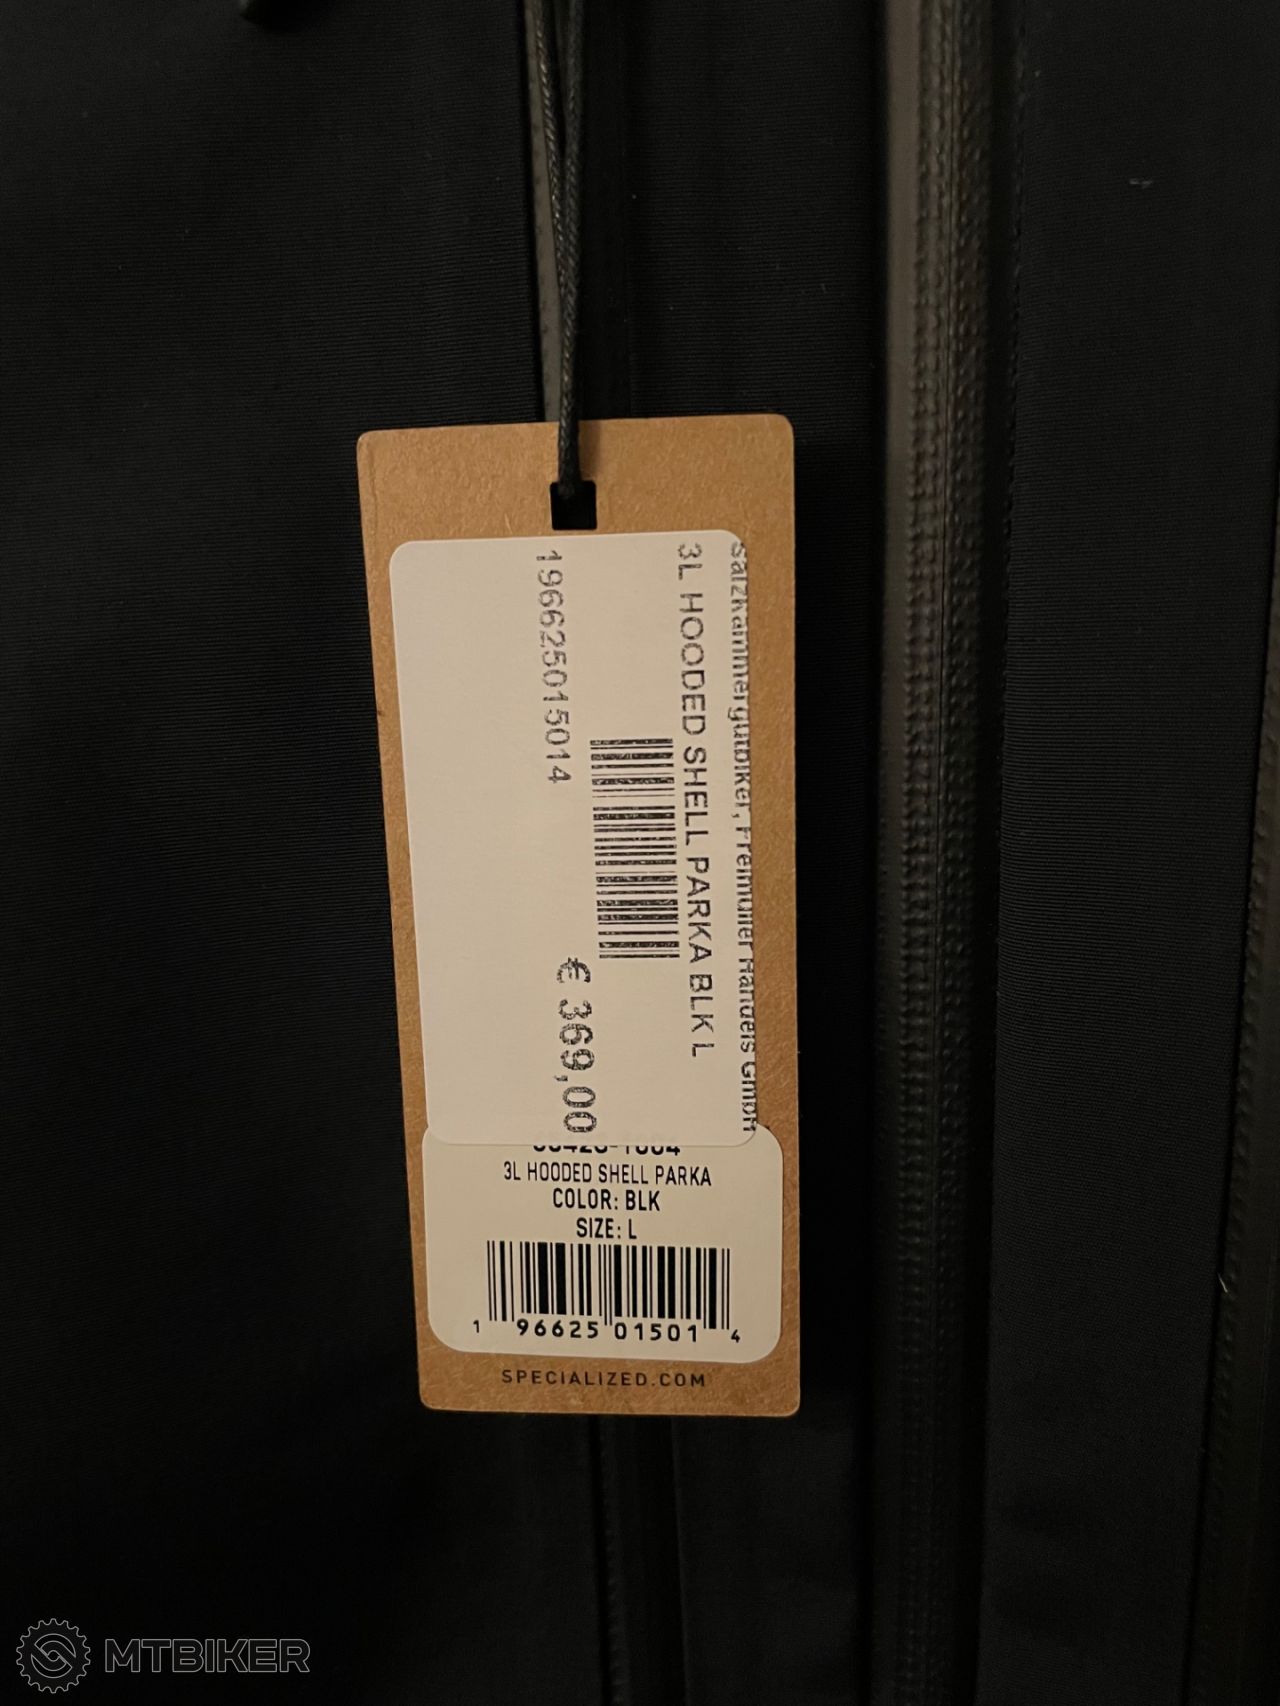 Salzkammergutbiker, Freimüller Handels GmbH
3L HOODED SHELL PARKA BLK L
196625015014
€ 369,00
3L HOODED SHELL PARKA
COLOR: BLK
SIZE: L
1 96625 01501 4
SPECIALIZED.COM
MTBIKER